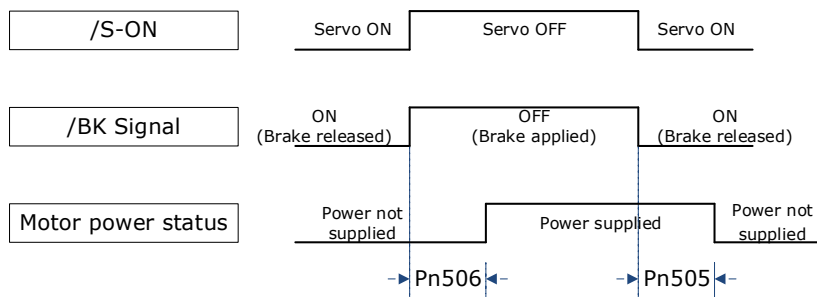 /S-ON
Servo ON
Servo OFF
Servo ON
/BK Signal
ON
(Brake released)
OFF
(Brake applied)
ON
(Brake released)
Motor power status
Power not
supplied
Power supplied
Power not
supplied
Pn506
Pn505